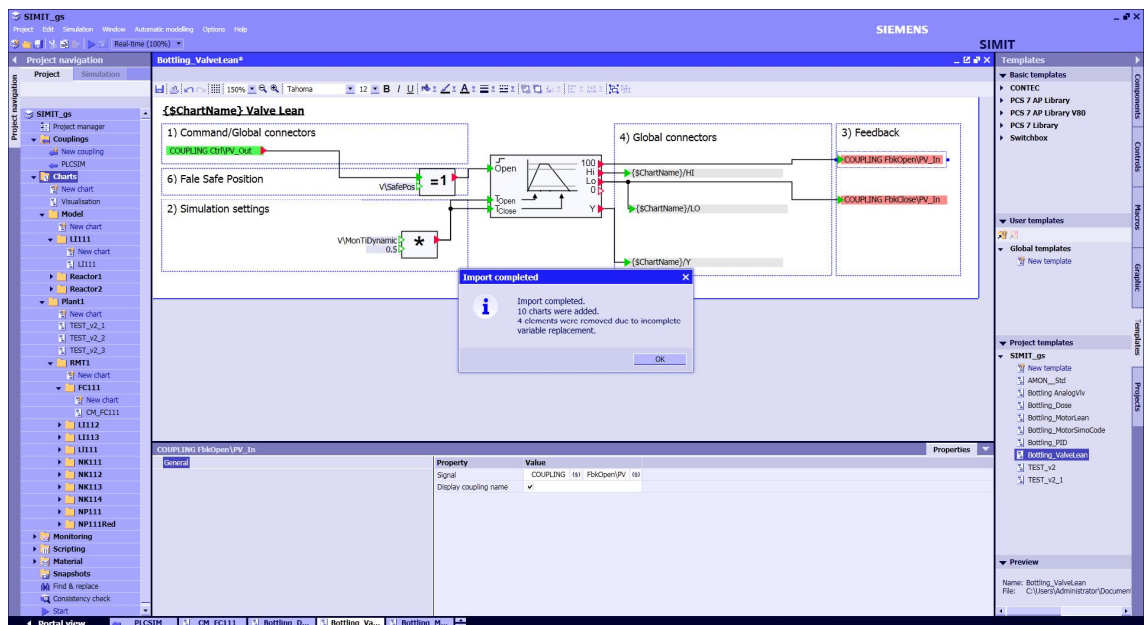 SIMIT_gs
Project Edit Simulation Window Automatic modelling Options Help
SIEMENS
Real-time (100%)
SIMIT
Project navigation
Project Simulation
Project navigation
SIMIT_gs
Project manager
Couplings
New coupling
PLCSIM
Charts
New chart
Visualisation
Model
New chart
LI111
New chart
LI111
Reactor1
Reactor2
Plant1
New chart
TEST_v2_1
TEST_v2_2
TEST_v2_3
RMT1
New chart
FC111
New chart
CM_FC111
LI112
LI113
LI111
NK111
NK112
NK113
NK114
NP111
NP111Red
Monitoring
Scripting
Material
Snapshots
Find & replace
Consistency check
Start
Bottling_ValveLean*
150% Tahoma 12 B I U
{$ChartName} Valve Lean
1) Command/Global connectors
COUPLING Ctrl\PV_Out
6) Fale Safe Position
V\SafePos
=1
2) Simulation settings
V\MonTiDynamic
0.5
*
Open
TOpen
TClose
100
Hi
Lo
0
Y
4) Global connectors
{$ChartName}/HI
{$ChartName}/LO
{$ChartName}/Y
3) Feedback
COUPLING FbkOpen\PV_In
COUPLING FbkClose\PV_In
Import completed
Import completed.
10 charts were added.
4 elements were removed due to incomplete
variable replacement.
OK
COUPLING FbkOpen\PV_In
Properties
General
Property Value
Signal COUPLING ($) FbkOpen\PV ($)
Display coupling name
Templates
Basic templates
CONTEC
PCS 7 AP Library
PCS 7 AP Library V80
PCS 7 Library
Switchbox
User templates
Global templates
New template
Project templates
SIMIT_gs
New template
AMON__Std
Bottling AnalogVlv
Bottling_Dose
Bottling_MotorLean
Bottling_MotorSimoCode
Bottling_PID
Bottling_ValveLean
TEST_v2
TEST_v2_1
Preview
Name: Bottling_ValveLean
File: C:\Users\Administrator\Document
Components
Controls
Macros
Graphic
Templates
Projects
Portal view PLCSIM CM_FC111 Bottling_D... Bottling_Va... Bottling_M...